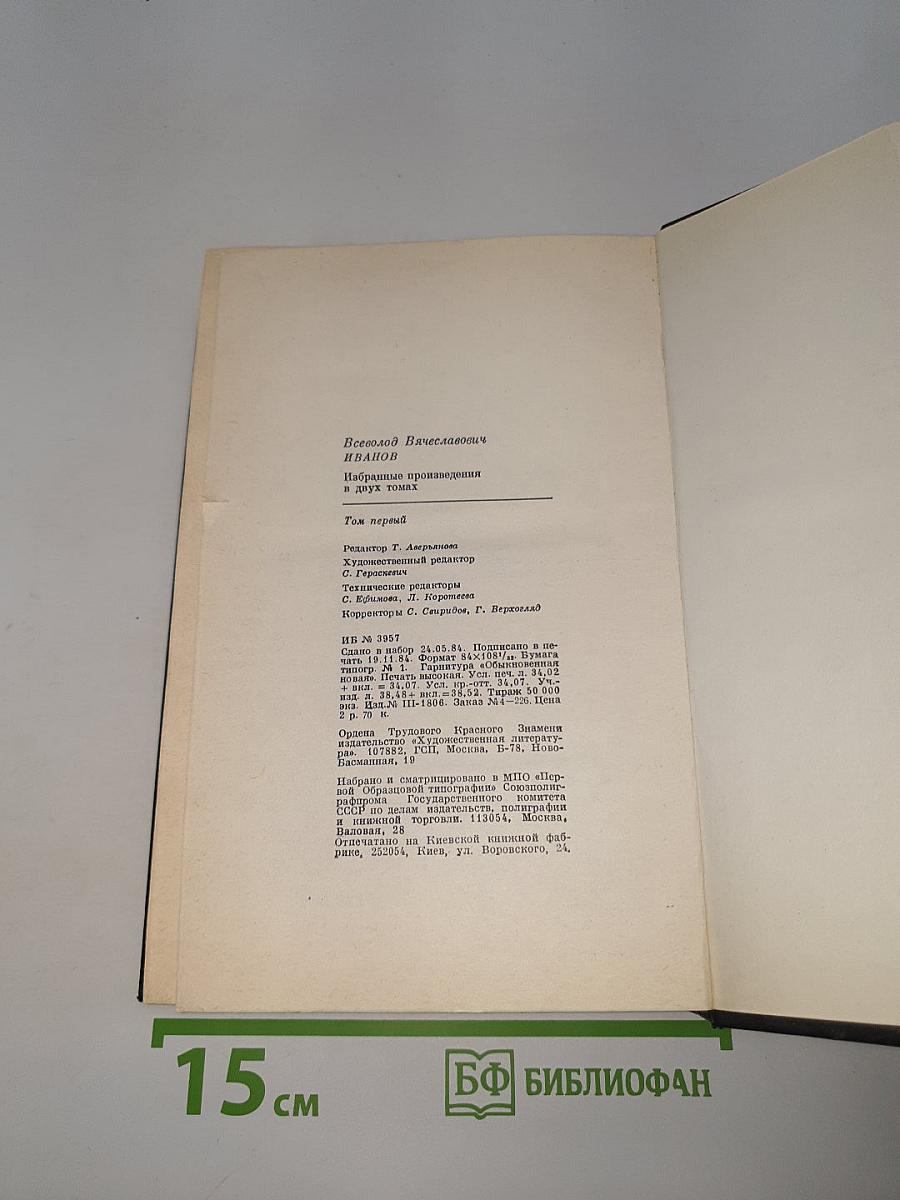 Всеволод Вячеславович
ИВАНОВ
Избранные произведения
в двух томах
Том первый
Редактор Т. Аверьянова
Художественный редактор
С. Гераскевич
Технические редакторы
С. Ефимова, Л. Коротеева
Корректоры С. Свиридов, Г. Верхогляд
ИБ № 3957
Сдано в набор 24.05.84. Подписано в пе-
чать 19.11.84. Формат 84×108¹/₃₂. Бумага
типогр. № 1. Гарнитура «Обыкновенная
новая». Печать высокая. Усл. печ. л. 34,02
+ вкл. = 34,07. Усл. кр.-отт. 34,07. Уч.-
изд. л. 38,48 + вкл.=38,52. Тираж 50 000
экз. Изд.№ III-1806. Заказ №4—226. Цена
2 р. 70 к.
Ордена Трудового Красного Знамени
издательство «Художественная литерату-
ра». 107882, ГСП, Москва, Б-78, Ново-
Басманная, 19
Набрано и сматрицировано в МПО «Пер-
вой Образцовой типографии» Союзполиг-
рафпрома Государственного комитета
СССР по делам издательств, полиграфии
и книжной торговли. 113054, Москва,
Валовая, 28
Отпечатано на Киевской книжной фаб-
рике, 252054, Киев, ул. Воровского, 24.
15 см
БФ БИБЛИОФАН